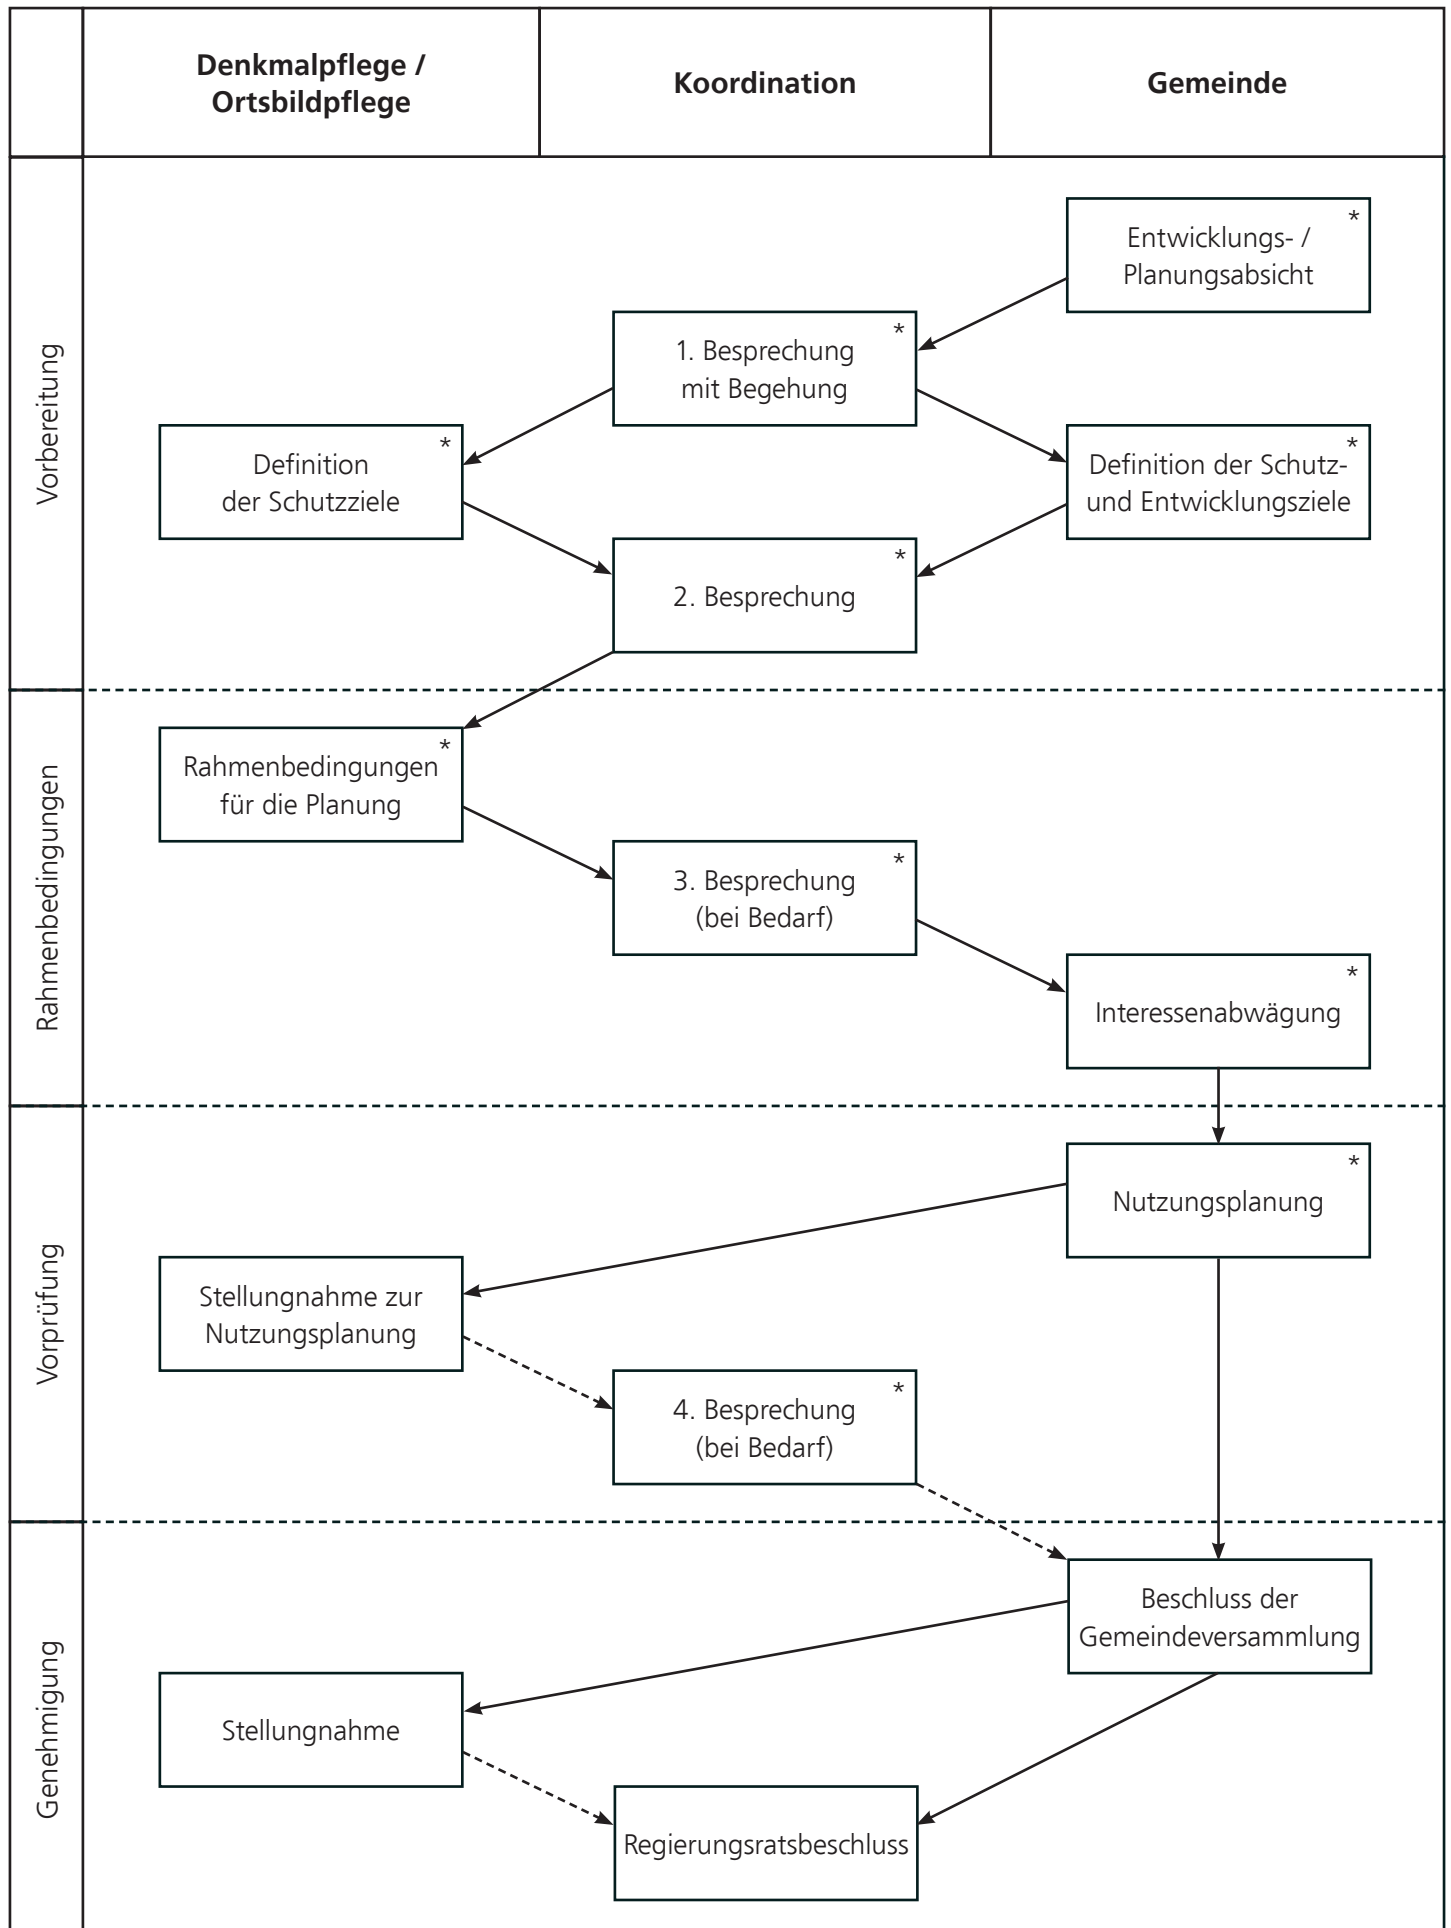 Denkmalpflege /
Ortsbildpflege
Koordination
Gemeinde
Vorbereitung
*
Entwicklungs- /
Planungsabsicht
*
1. Besprechung
mit Begehung
*
Definition
der Schutzziele
*
Definition der Schutz-
und Entwicklungsziele
*
2. Besprechung
Rahmenbedingungen
*
Rahmenbedingungen
für die Planung
*
3. Besprechung
(bei Bedarf)
*
Interessenabwägung
Vorprüfung
*
Nutzungsplanung
Stellungnahme zur
Nutzungsplanung
*
4. Besprechung
(bei Bedarf)
Genehmigung
Beschluss der
Gemeindeversammlung
Stellungnahme
Regierungsratsbeschluss